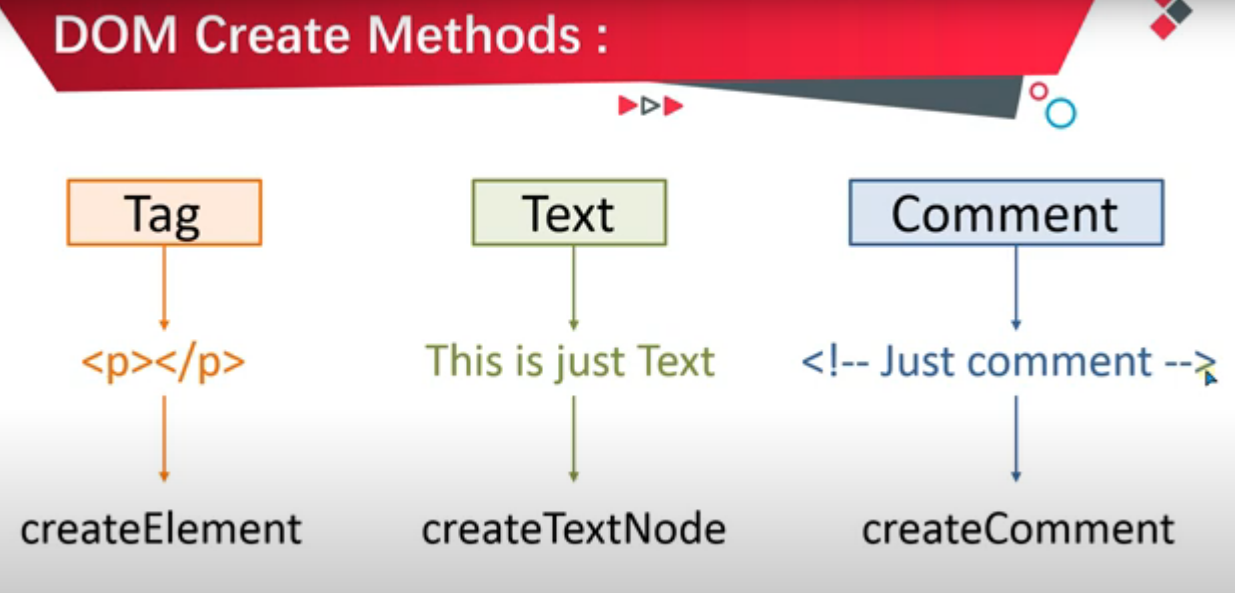 DOM Create Methods :
Tag
Text
Comment
<p></p>
This is just Text
<!-- Just comment -->
createElement
createTextNode
createComment